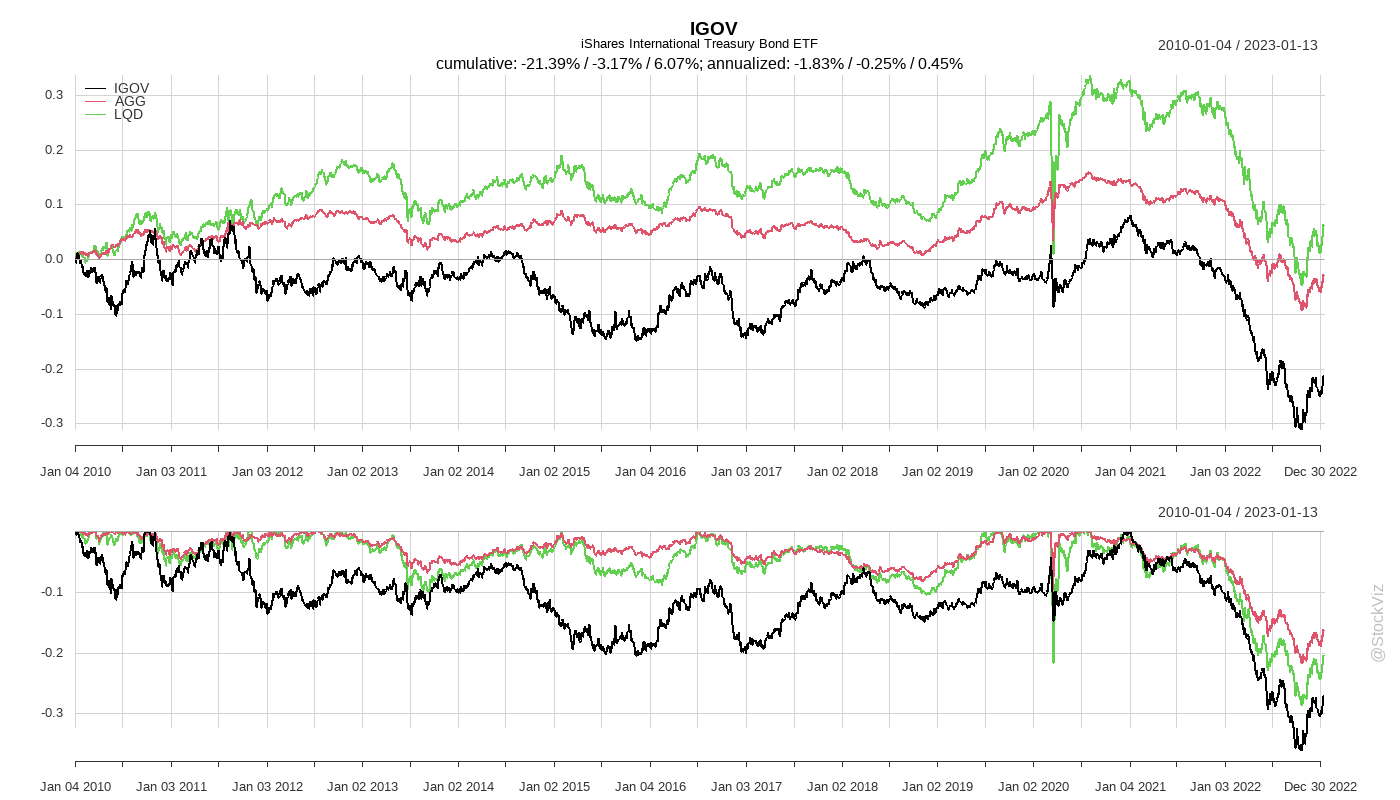 IGOV
iShares International Treasury Bond ETF
2010-01-04 / 2023-01-13
cumulative: -21.39% / -3.17% / 6.07%; annualized: -1.83% / -0.25% / 0.45%
IGOV
AGG
LQD
0.3
0.2
0.1
0.0
-0.1
-0.2
-0.3
Jan 04 2010 Jan 03 2011 Jan 03 2012 Jan 02 2013 Jan 02 2014 Jan 02 2015 Jan 04 2016 Jan 03 2017 Jan 02 2018 Jan 02 2019 Jan 02 2020 Jan 04 2021 Jan 03 2022 Dec 30 2022
2010-01-04 / 2023-01-13
-0.1
-0.2
-0.3
Jan 04 2010 Jan 03 2011 Jan 03 2012 Jan 02 2013 Jan 02 2014 Jan 02 2015 Jan 04 2016 Jan 03 2017 Jan 02 2018 Jan 02 2019 Jan 02 2020 Jan 04 2021 Jan 03 2022 Dec 30 2022
@StockViz